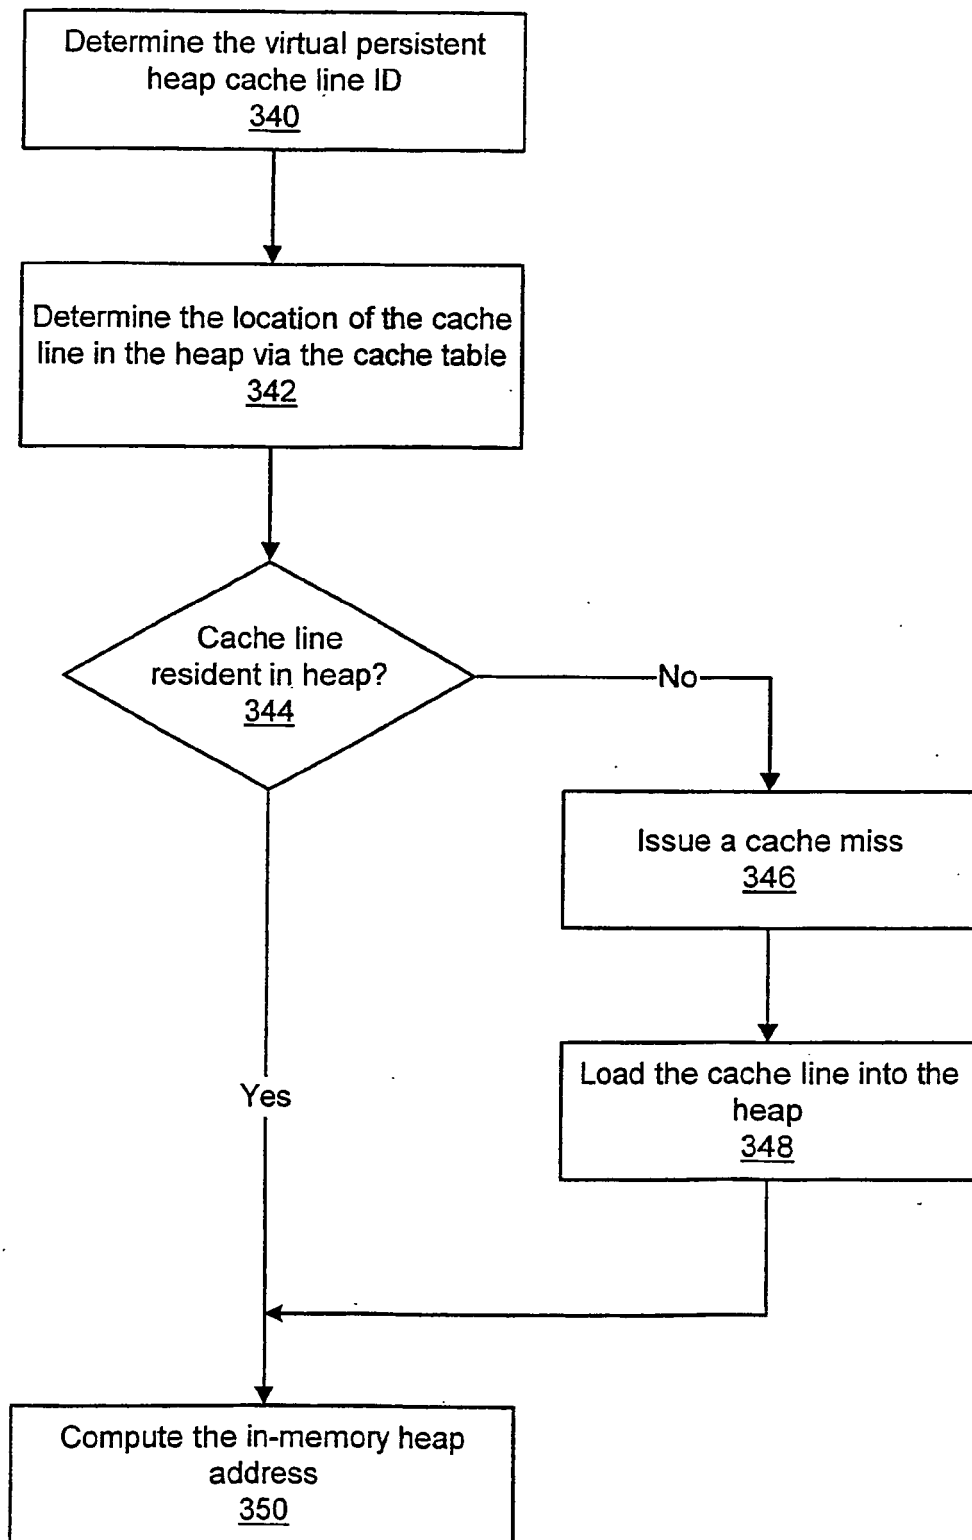 Determine the virtual persistent
heap cache line ID
340
Determine the location of the cache
line in the heap via the cache table
342
Cache line
resident in heap?
344
No
Issue a cache miss
346
Load the cache line into the
heap
348
Yes
Compute the in-memory heap
address
350